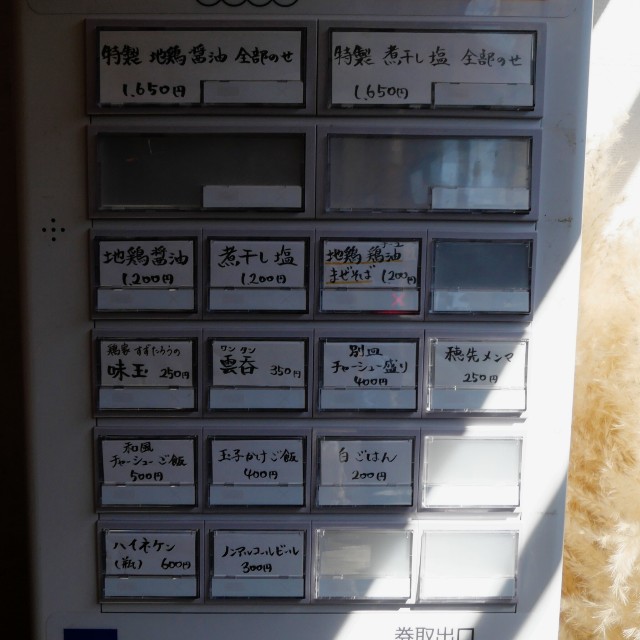 特製 地鶏醤油 全部のせ
1,650円
特製 煮干し塩 全部のせ
1,650円
地鶏醤油
1,200円
煮干し塩
1,200円
地鶏 鶏油
まぜそば 1,200円
味玉 250円
ワンタン
雲呑 350円
別皿
チャーシュー盛り
400円
穂先メンマ
250円
和風
チャーシューご飯
500円
玉子かけご飯
400円
白ごはん
200円
ハイネケン
(瓶) 600円
ノンアルコールビール
300円
券取出口